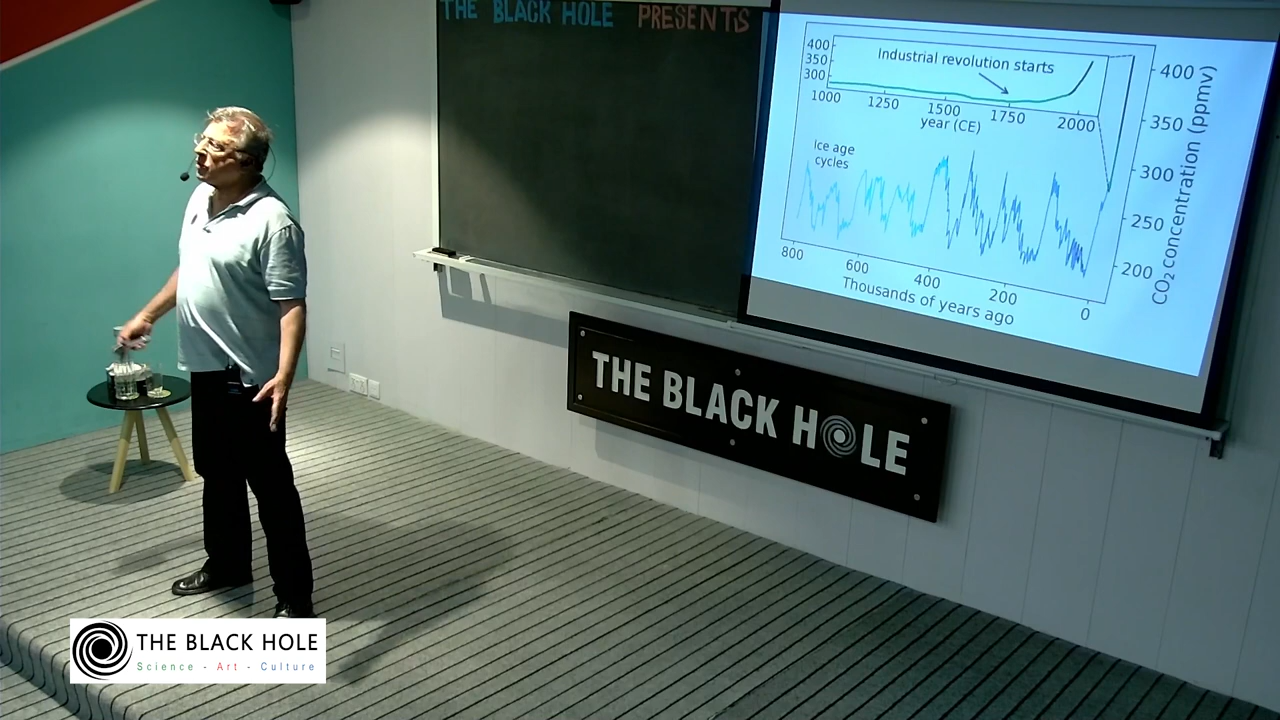 THE BLACK HOLE PRESENTS
400
350
300
Industrial revolution starts
1000 1250 1500 1750 2000
year (CE)
Ice age
cycles
400
350
300
250
200
CO₂ concentration (ppmv)
800 600 400 200 0
Thousands of years ago
THE BLACK HOLE
THE BLACK HOLE
Science - Art - Culture